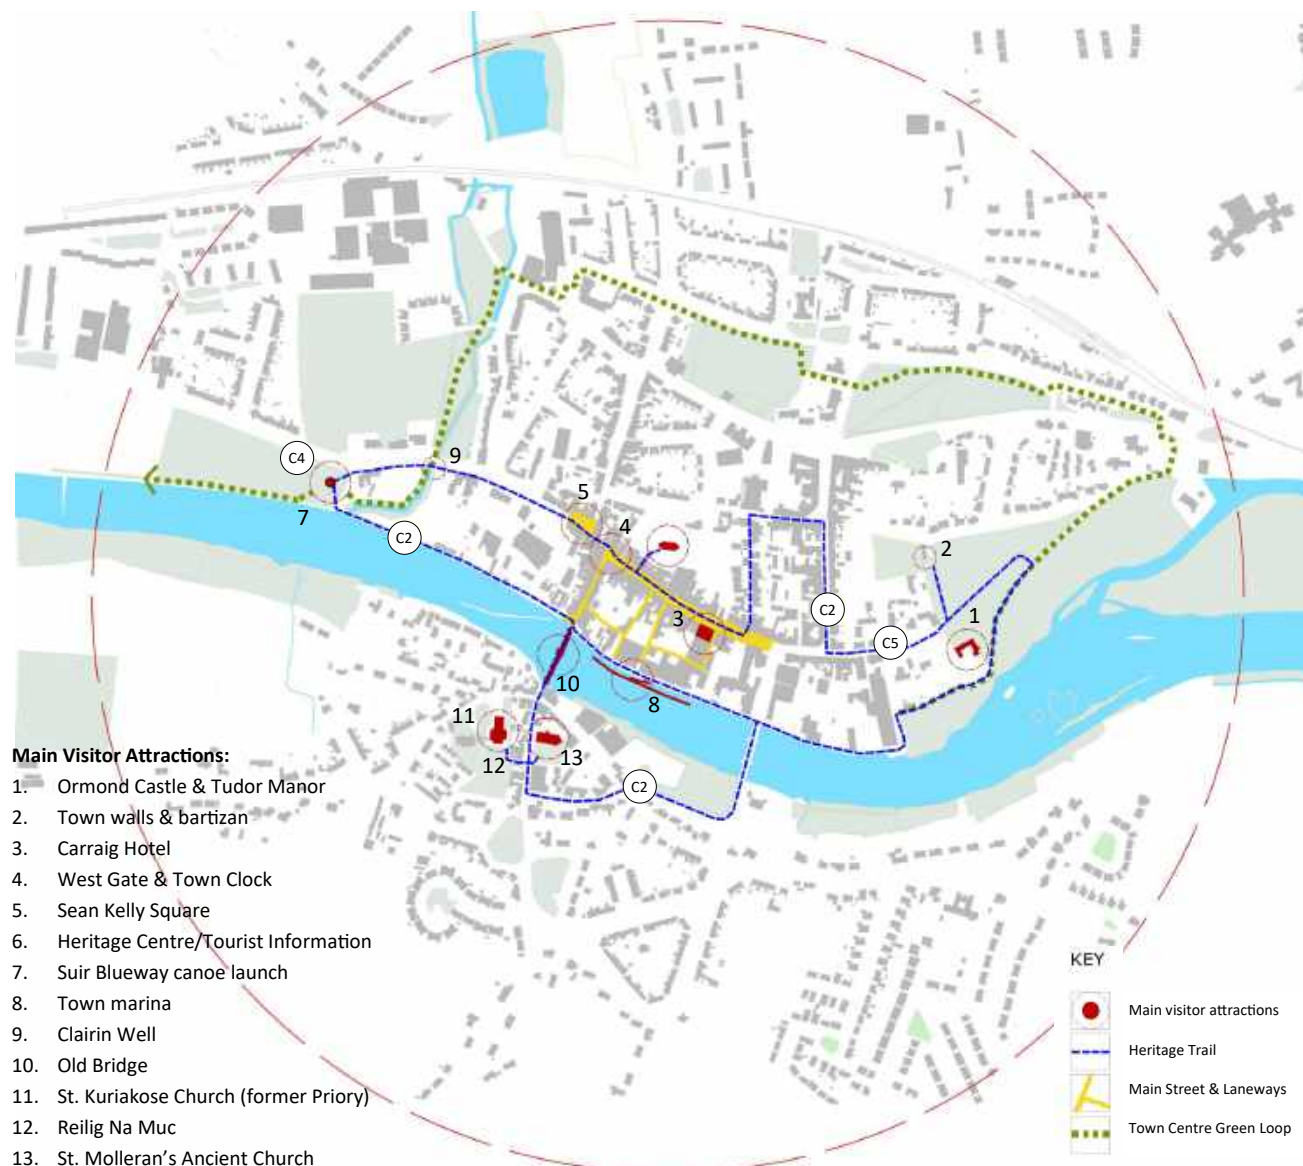 C4
9
7
C2
5
4
3
2
C2
C5
1
10
8
11
12
13
C2
Main Visitor Attractions:
1. Ormond Castle & Tudor Manor
2. Town walls & bartizan
3. Carraig Hotel
4. West Gate & Town Clock
5. Sean Kelly Square
6. Heritage Centre/Tourist Information
7. Suir Blueway canoe launch
8. Town marina
9. Clairin Well
10. Old Bridge
11. St. Kuriakose Church (former Priory)
12. Reilig Na Muc
13. St. Molleran’s Ancient Church
KEY
Main visitor attractions
Heritage Trail
Main Street & Laneways
Town Centre Green Loop